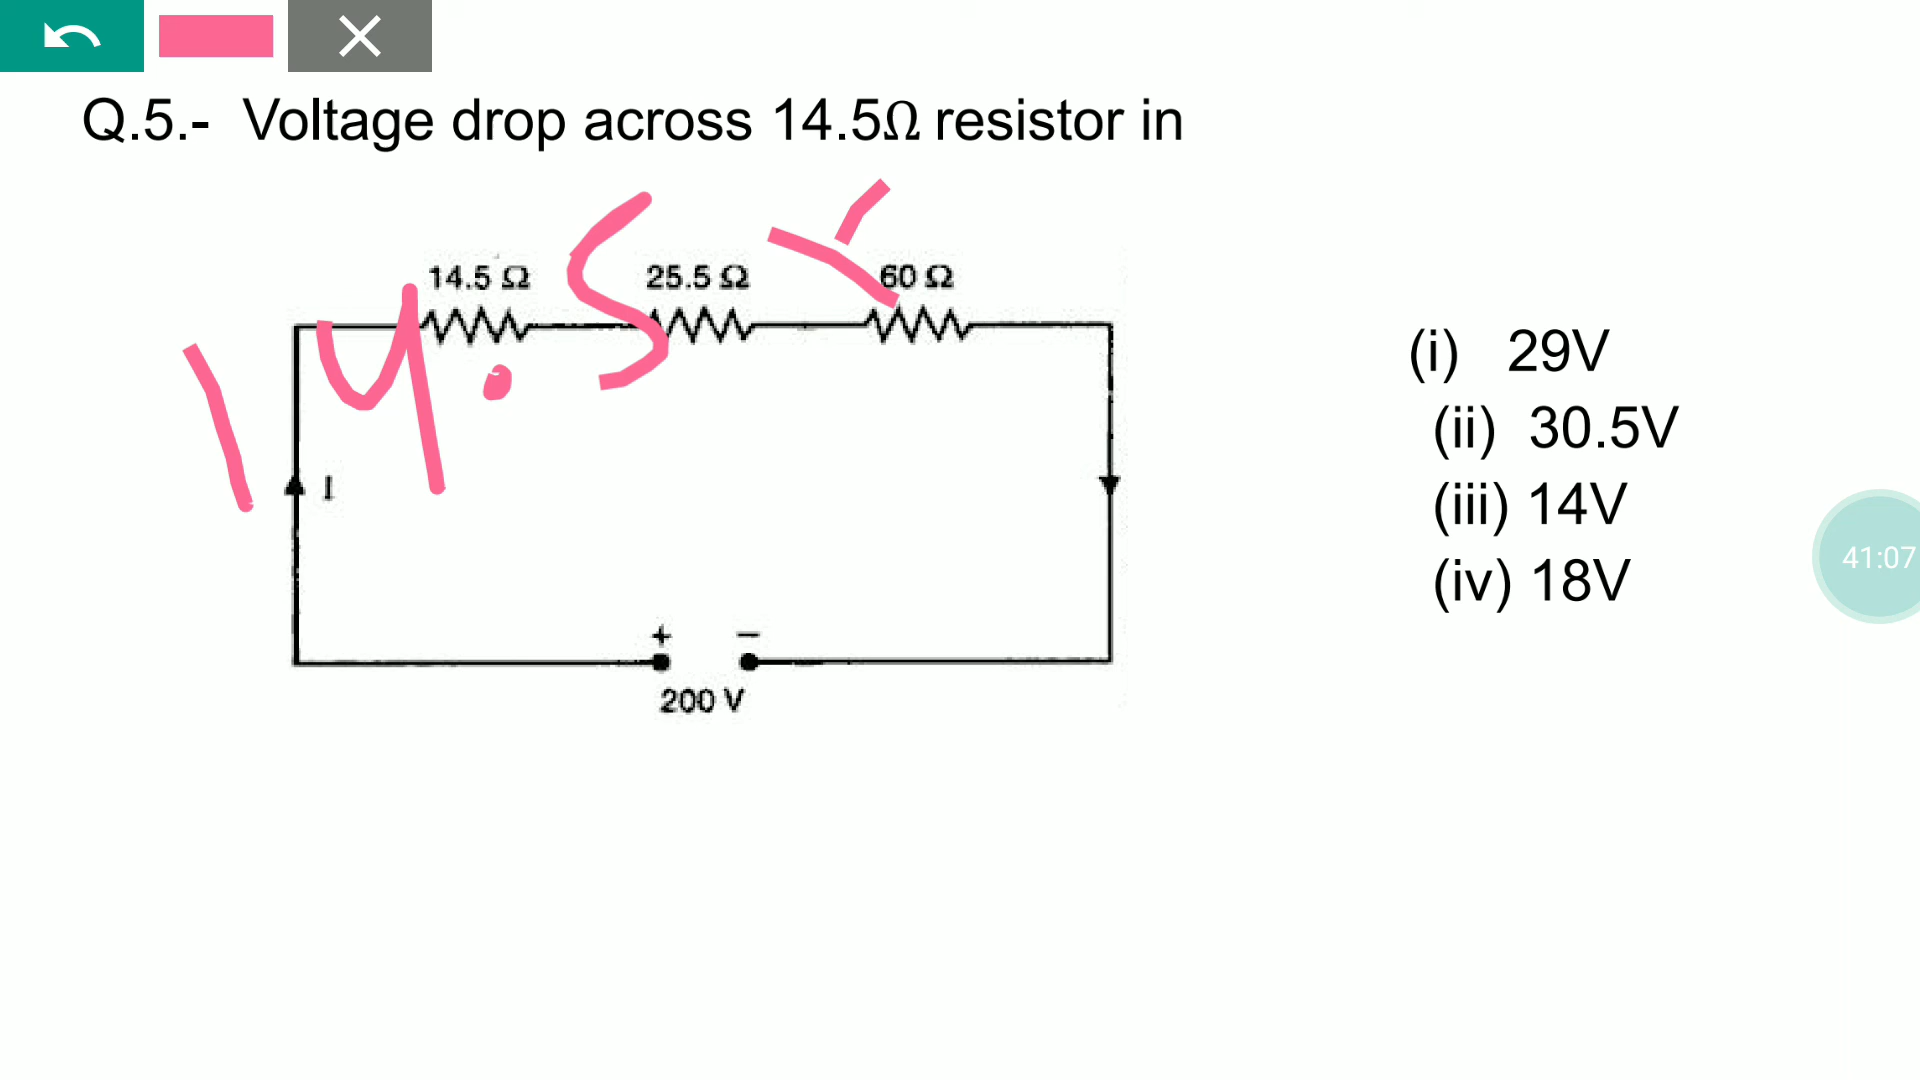 Q.5.- Voltage drop across 14.5Ω resistor in
14.5 Ω 25.5 Ω 60 Ω
14.5
I
+ −
200 V
(i) 29V
(ii) 30.5V
(iii) 14V
(iv) 18V
41:07